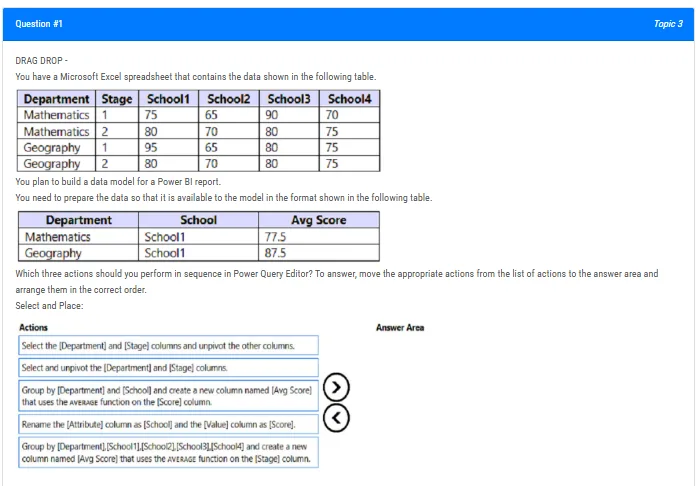 Question #1 Topic 3
DRAG DROP -
You have a Microsoft Excel spreadsheet that contains the data shown in the following table.
Department Stage School1 School2 School3 School4
Mathematics 1 75 65 90 70
Mathematics 2 80 70 80 75
Geography 1 95 65 80 75
Geography 2 80 70 80 75
You plan to build a data model for a Power BI report.
You need to prepare the data so that it is available to the model in the format shown in the following table.
Department School Avg Score
Mathematics School1 77.5
Geography School1 87.5
Which three actions should you perform in sequence in Power Query Editor? To answer, move the appropriate actions from the list of actions to the answer area and
arrange them in the correct order.
Select and Place:
Actions Answer Area
Select the [Department] and [Stage] columns and unpivot the other columns.
Select and unpivot the [Department] and [Stage] columns.
Group by [Department] and [School] and create a new column named [Avg Score]
that uses the AVERAGE function on the [Score] column.
Rename the [Attribute] column as [School] and the [Value] column as [Score].
Group by [Department],[School1],[School2],[School3],[School4] and create a new
column named [Avg Score] that uses the AVERAGE function on the [Stage] column.